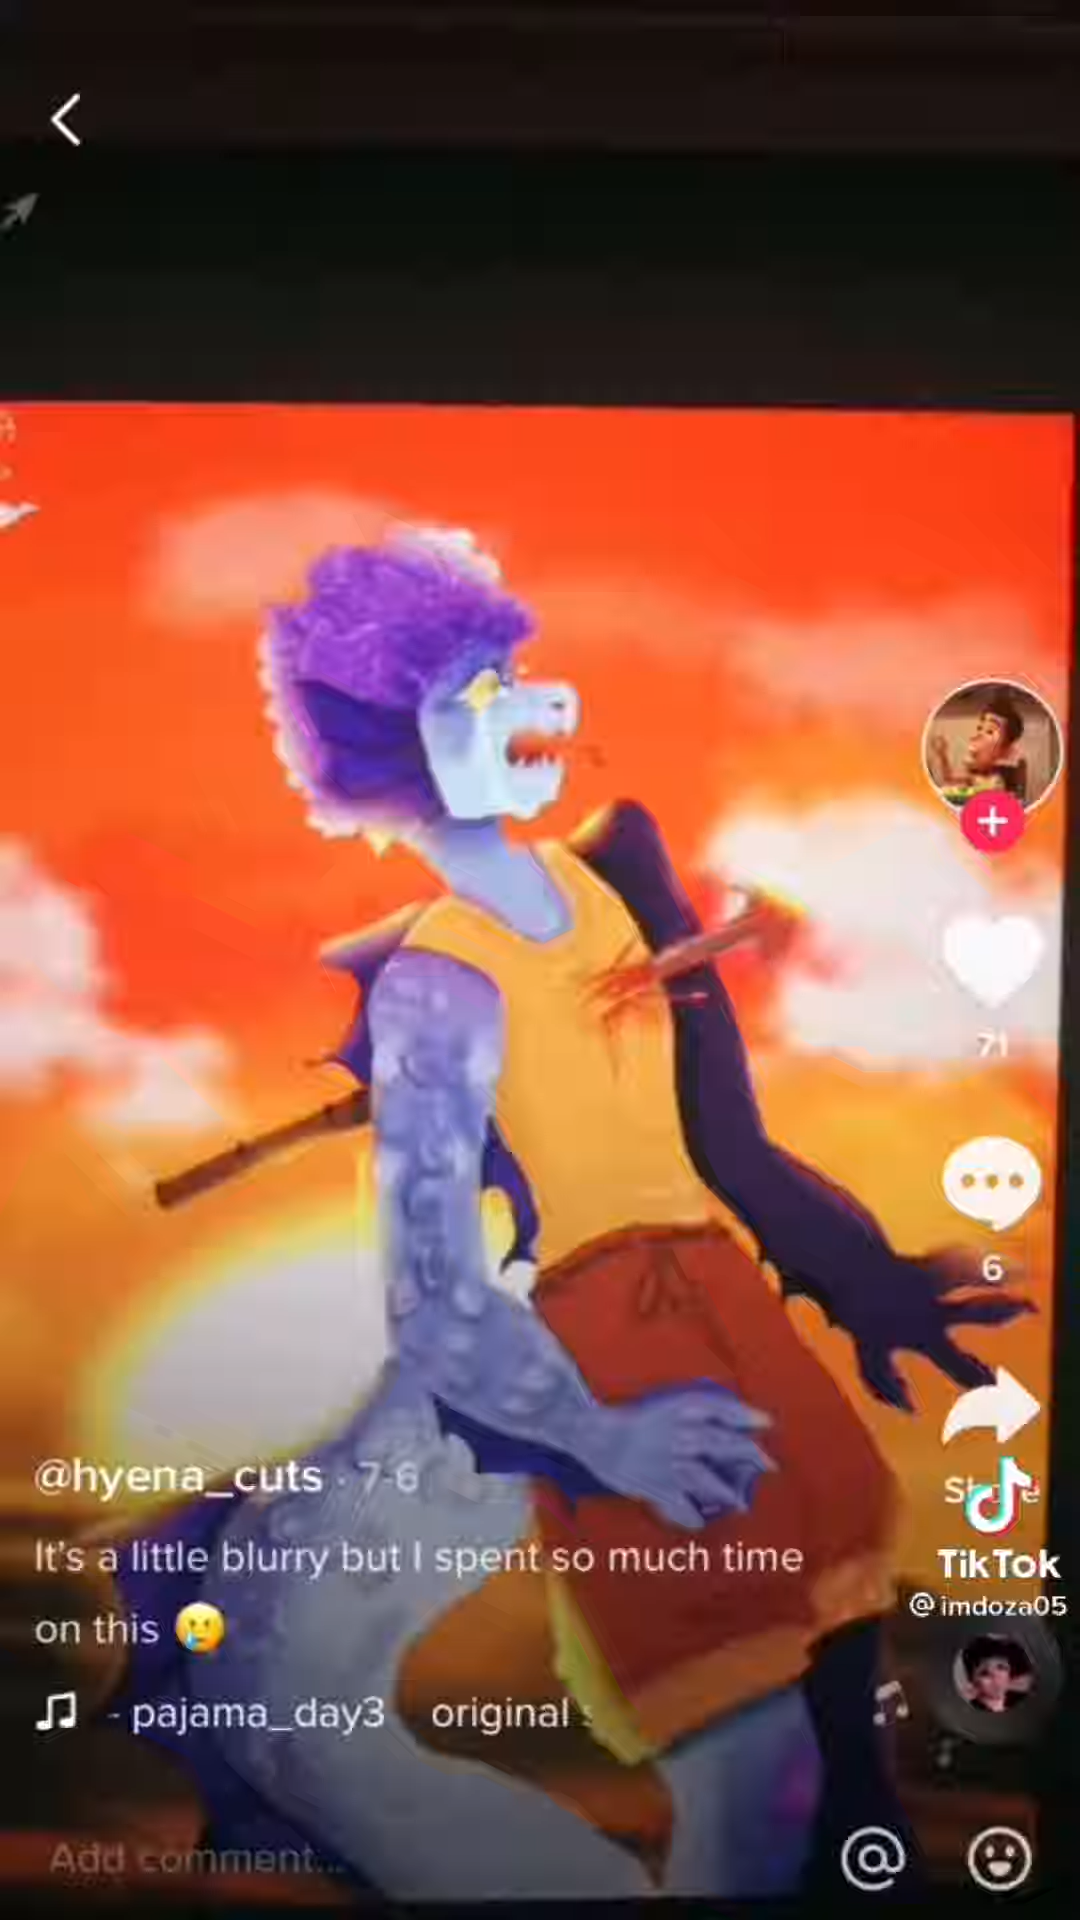 71
6
Share
TikTok
@imdoza05
@hyena_cuts · 7-6
It's a little blurry but I spent so much time
on this 🥲
- pajama_day3 original s
Add comment...